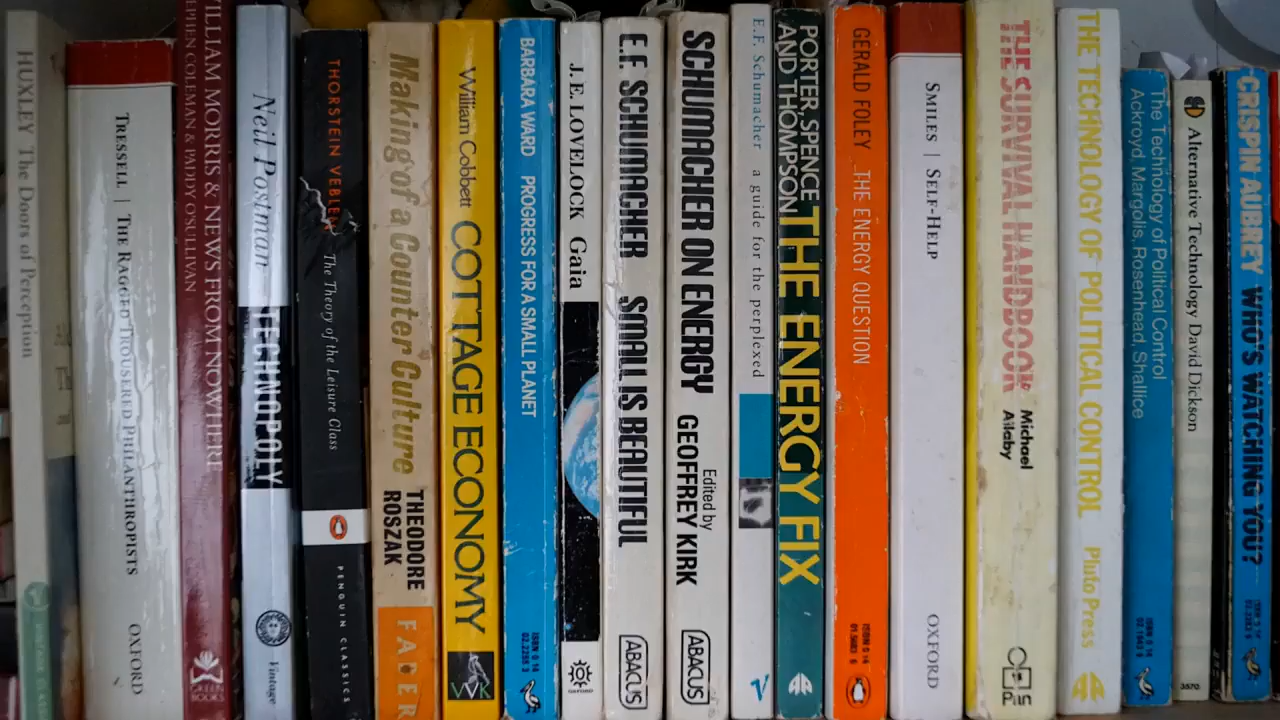 HUXLEY The Doors of Perception
TRESSELL | THE RAGGED TROUSERED PHILANTHROPISTS
OXFORD
WILLIAM MORRIS & NEWS FROM NOWHERE
STEPHEN COLEMAN & PADDY O'SULLIVAN
GREEN
BOOKS
Neil Postman TECHNOPOLY
Vintage
THORSTEIN VEBLEN The Theory of the Leisure Class
PENGUIN CLASSICS
Making of a Counter Culture
THEODORE
ROSZAK
FABER
William Cobbett COTTAGE ECONOMY
BARBARA WARD PROGRESS FOR A SMALL PLANET
J. E. LOVELOCK Gaia
OXFORD
E.F. SCHUMACHER SMALL IS BEAUTIFUL
ABACUS
SCHUMACHER ON ENERGY
Edited by
GEOFFREY KIRK
ABACUS
E.F. Schumacher a guide for the perplexed
PORTER, SPENCE
AND THOMPSON
THE ENERGY FIX
GERALD FOLEY THE ENERGY QUESTION
SMILES | SELF-HELP
OXFORD
THE SURVIVAL HANDBOOK
Michael
Allaby
THE TECHNOLOGY OF POLITICAL CONTROL
Pluto Press
The Technology of Political Control
Ackroyd, Margolis, Rosenhead, Shallice
Alternative Technology David Dickson
3570
CRISPIN AUBREY WHO'S WATCHING YOU?